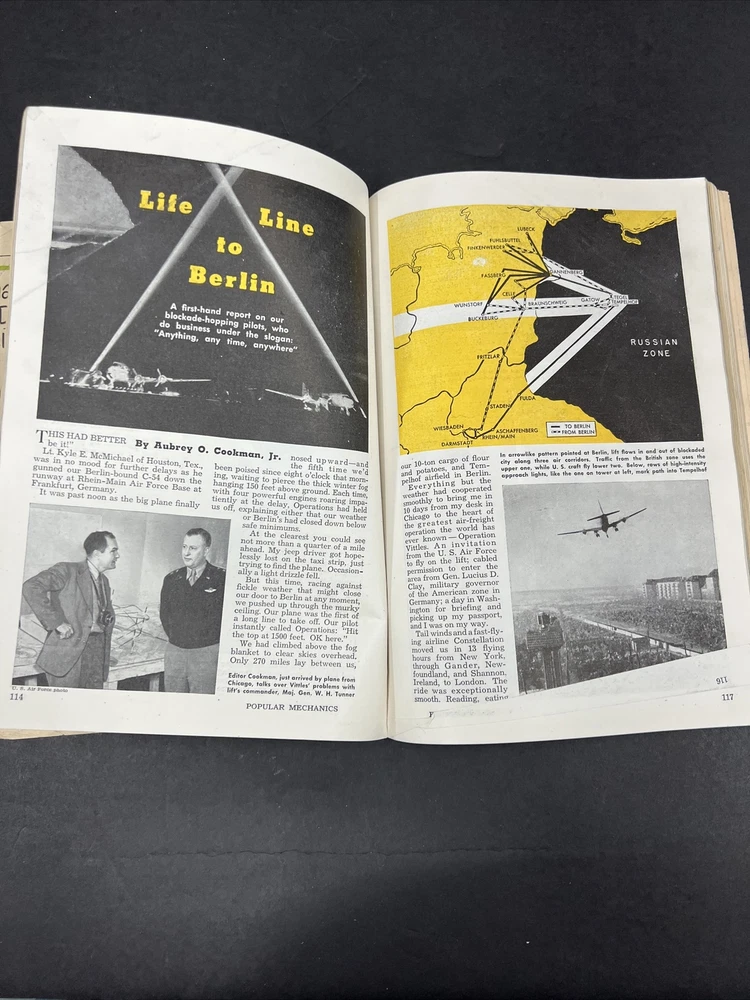 Life Line
to
Berlin
A first-hand report on our
blockade-hopping pilots, who
do business under the slogan:
"Anything, any time, anywhere"
By Aubrey O. Cookman, Jr.
THIS HAD BETTER
be it!"
Lt. Kyle E. McMichael of Houston, Tex.,
was in no mood for further delays as he
gunned our Berlin-bound C-54 down the
runway at Rhein-Main Air Force Base at
Frankfurt, Germany.
It was past noon as the big plane finally
nosed upward—and
the fifth time we'd
been poised since eight o'clock that morn-
ing, waiting to pierce the thick winter fog
hanging 150 feet above ground. Each time,
with four powerful engines roaring impa-
tiently at the delay, Operations had held
us off, explaining either that our weather
or Berlin's had closed down below
safe minimums.
At the clearest you could see
not more than a quarter of a mile
ahead. My jeep driver got hope-
lessly lost on the taxi strip, just
trying to find the plane. Occasion-
ally a light drizzle fell.
But this time, racing against
fickle weather that might close
our door to Berlin at any moment,
we pushed up through the murky
ceiling. Our plane was the first of
a long line to take off. Our pilot
instantly called Operations: "Hit
the top at 1500 feet. OK here."
We had climbed above the fog
blanket to clear skies overhead.
Only 270 miles lay between us,
U. S. Air Force photo
Editor Cookman, just arrived by plane from
Chicago, talks over Vittles' problems with
lift's commander, Maj. Gen. W. H. Tunner
114
POPULAR MECHANICS
LUBECK
FUHLSBUTTEL
FINKENWERDER
FASSBERG
DANNENBERG
CELLE
WUNSTORF
BRAUNSCHWEIG
GATOW
TEGEL
TEMPELHOF
BUCKEBURG
RUSSIAN
ZONE
FRITZLAR
FULDA
STADEN
WIESBADEN
ASCHAFFENBERG
RHEIN/MAIN
DARMSTADT
TO BERLIN
FROM BERLIN
In arrowlike pattern pointed at Berlin, lift flows in and out of blockaded
city along three air corridors. Traffic from the British zone uses the
upper one, while U. S. craft fly lower two. Below, rows of high-intensity
approach lights, like the one on tower at left, mark path into Tempelhof
our 10-ton cargo of flour
and potatoes, and Tem-
pelhof airfield in Berlin.
Everything but the
weather had cooperated
smoothly to bring me in
10 days from my desk in
Chicago to the heart of
the greatest air-freight
operation the world has
ever known — Operation
Vittles. An invitation
from the U. S. Air Force
to fly on the lift; cabled
permission to enter the
area from Gen. Lucius D.
Clay, military governor
of the American zone in
Germany; a day in Wash-
ington for briefing and
picking up my passport,
and I was on my way.
Tail winds and a fast-fly-
ing airline Constellation
moved us in 13 flying
hours from New York,
through Gander, New-
foundland, and Shannon,
Ireland, to London. The
ride was exceptionally
smooth. Reading, eating
F
116
117